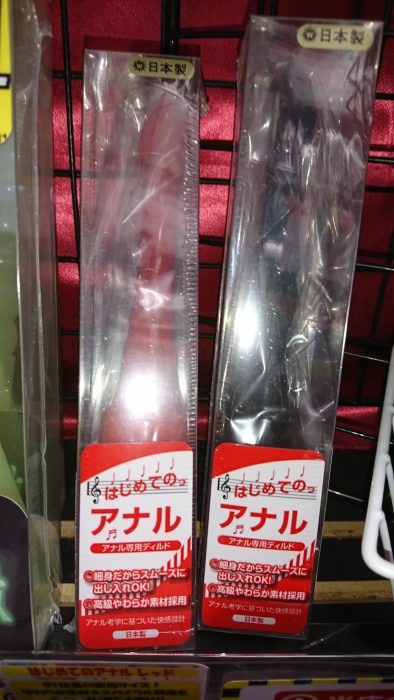 日本製
はじめてのっ
アナル
アナル専用ディルド
細身だからスムーズに
出し入れOK!
高級やわらか素材採用
アナル考学に基づいた快感設計
日本製
日本製
はじめてのっ
アナル
アナル専用ディルド
細身だからスムーズに
出し入れOK!
高級やわらか素材採用
アナル考学に基づいた快感設計
日本製
はじめてのアナル レッド